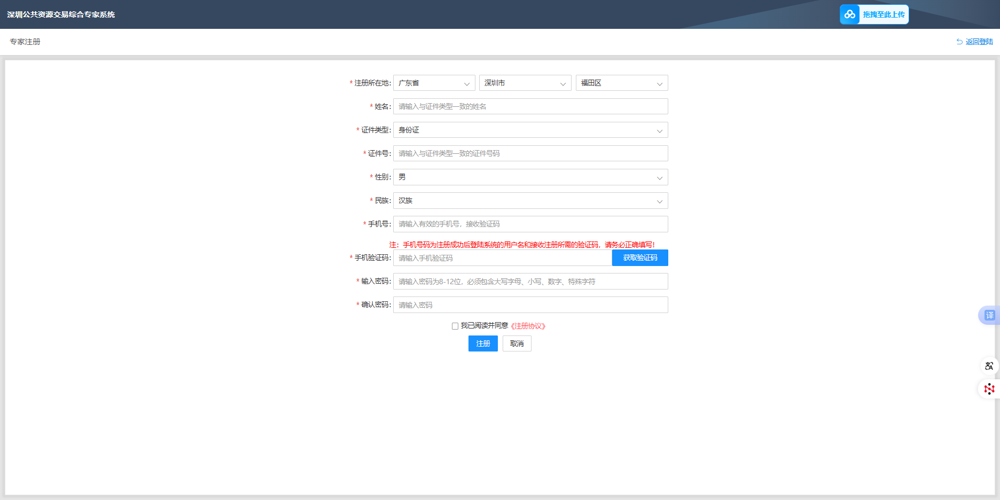 深圳公共资源交易综合专家系统
拖拽至此上传
专家注册
返回登陆
* 注册所在地: 广东省 深圳市 福田区
* 姓名: 请输入与证件类型一致的姓名
* 证件类型: 身份证
* 证件号: 请输入与证件类型一致的证件号码
* 性别: 男
* 民族: 汉族
* 手机号: 请输入有效的手机号，接收验证码
注：手机号码为注册成功后登陆系统的用户名和接收注册所需的验证码，请务必正确填写！
* 手机验证码: 请输入手机验证码 获取验证码
* 输入密码: 请输入密码为8-12位，必须包含大写字母、小写、数字、特殊字符
* 确认密码: 请输入密码
我已阅读并同意《注册协议》
注册 取消
译